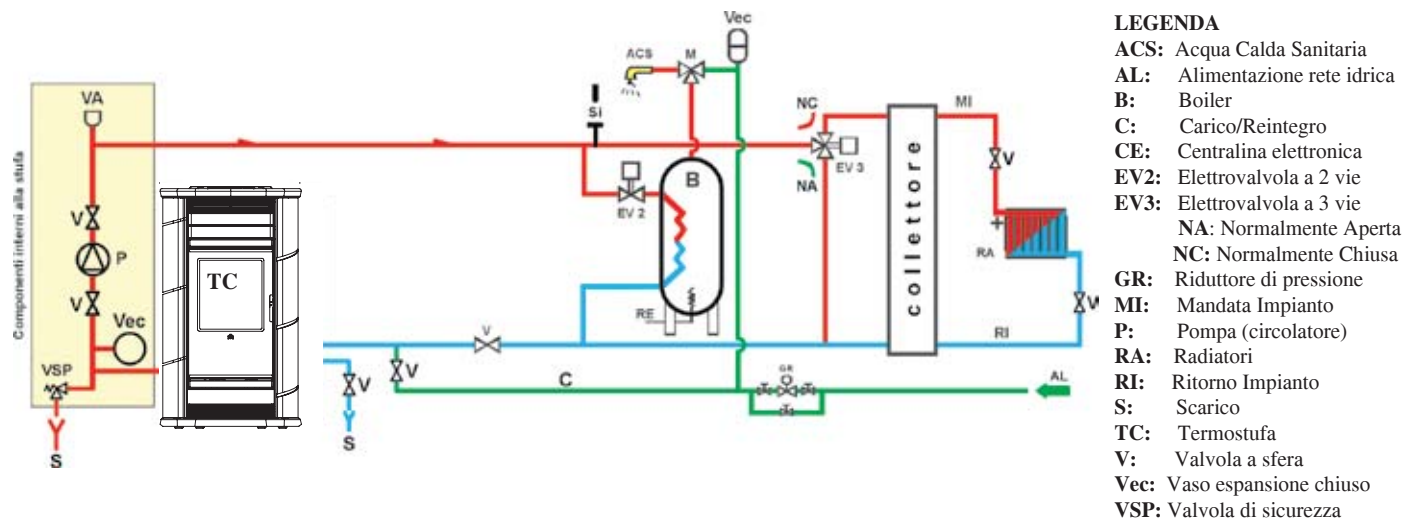 Vec
ACS
M
VA
Si
NC
MI
EV 3
B
NA
V
EV 2
V
P
TC
V
Vec
VSP
S
Componenti interni alla stufa
RE
V
V
V
S
C
GR
AL
collettore
RA
+
RI
V
LEGENDA
ACS: Acqua Calda Sanitaria
AL: Alimentazione rete idrica
B: Boiler
C: Carico/Reintegro
CE: Centralina elettronica
EV2: Elettrovalvola a 2 vie
EV3: Elettrovalvola a 3 vie
NA: Normalmente Aperta
NC: Normalmente Chiusa
GR: Riduttore di pressione
MI: Mandata Impianto
P: Pompa (circolatore)
RA: Radiatori
RI: Ritorno Impianto
S: Scarico
TC: Termostufa
V: Valvola a sfera
Vec: Vaso espansione chiuso
VSP: Valvola di sicurezza